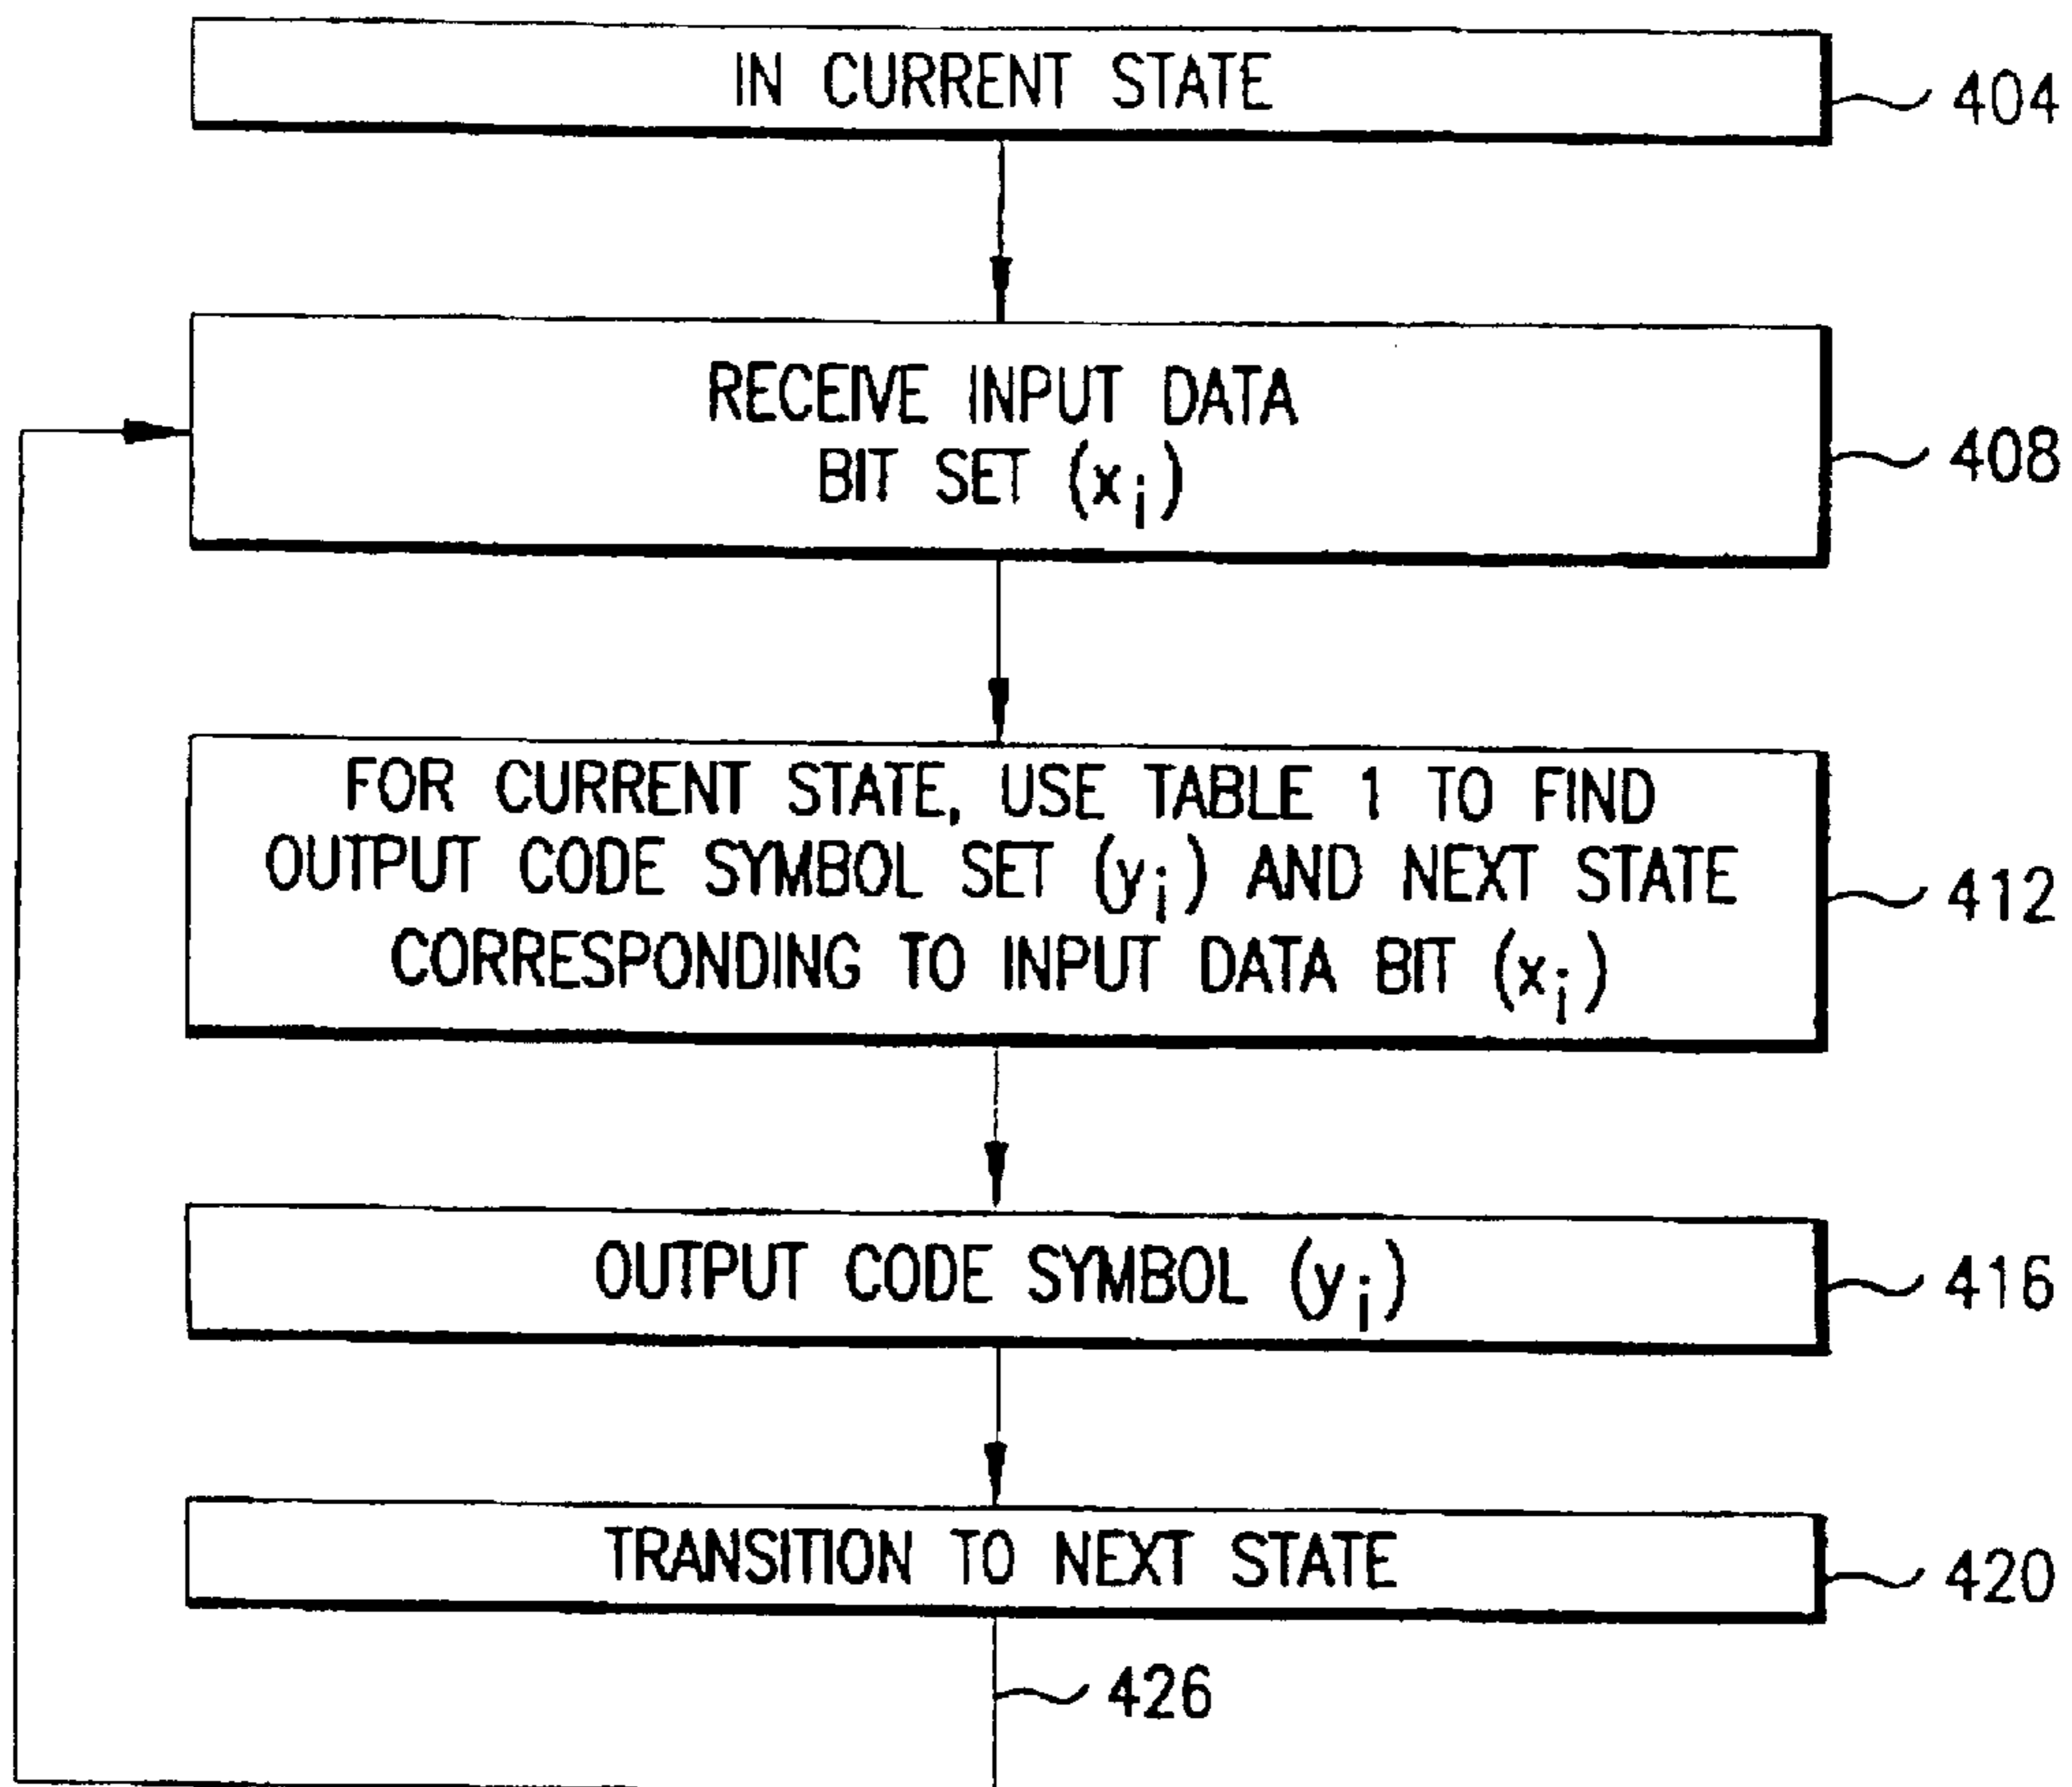 IN CURRENT STATE
404
RECEIVE INPUT DATA
BIT SET (xi)
408
FOR CURRENT STATE, USE TABLE 1 TO FIND
OUTPUT CODE SYMBOL SET (yi) AND NEXT STATE
CORRESPONDING TO INPUT DATA BIT (xi)
412
OUTPUT CODE SYMBOL (yi)
416
TRANSITION TO NEXT STATE
420
426